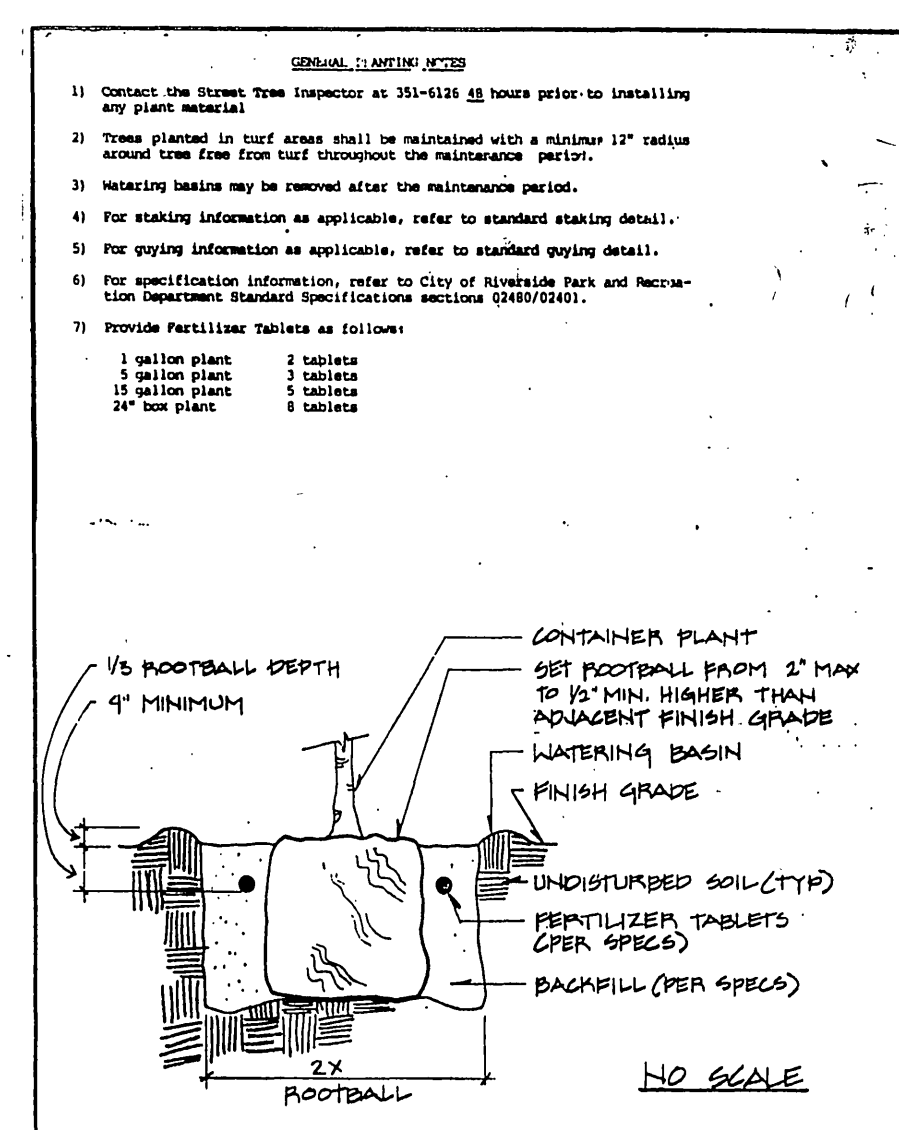 GENERAL PLANTING NOTES
1) Contact the Street Tree Inspector at 351-6126 48 hours prior to installing
any plant material
2) Trees planted in turf areas shall be maintained with a minimum 12" radius
around tree free from turf throughout the maintenance period.
3) Watering basins may be removed after the maintenance period.
4) For staking information as applicable, refer to standard staking detail.
5) For guying information as applicable, refer to standard guying detail.
6) For specification information, refer to City of Riverside Park and Recrea-
tion Department Standard Specifications sections 02480/02401.
7) Provide Fertilizer Tablets as follows:
1 gallon plant 2 tablets
5 gallon plant 3 tablets
15 gallon plant 5 tablets
24" box plant 8 tablets
CONTAINER PLANT
1/3 ROOTBALL DEPTH
SET ROOTBALL FROM 2" MAX
TO 1/2" MIN. HIGHER THAN
ADJACENT FINISH GRADE
4" MINIMUM
WATERING BASIN
FINISH GRADE
UNDISTURBED SOIL (TYP)
FERTILIZER TABLETS
(PER SPECS)
BACKFILL (PER SPECS)
2X
ROOTBALL
NO SCALE